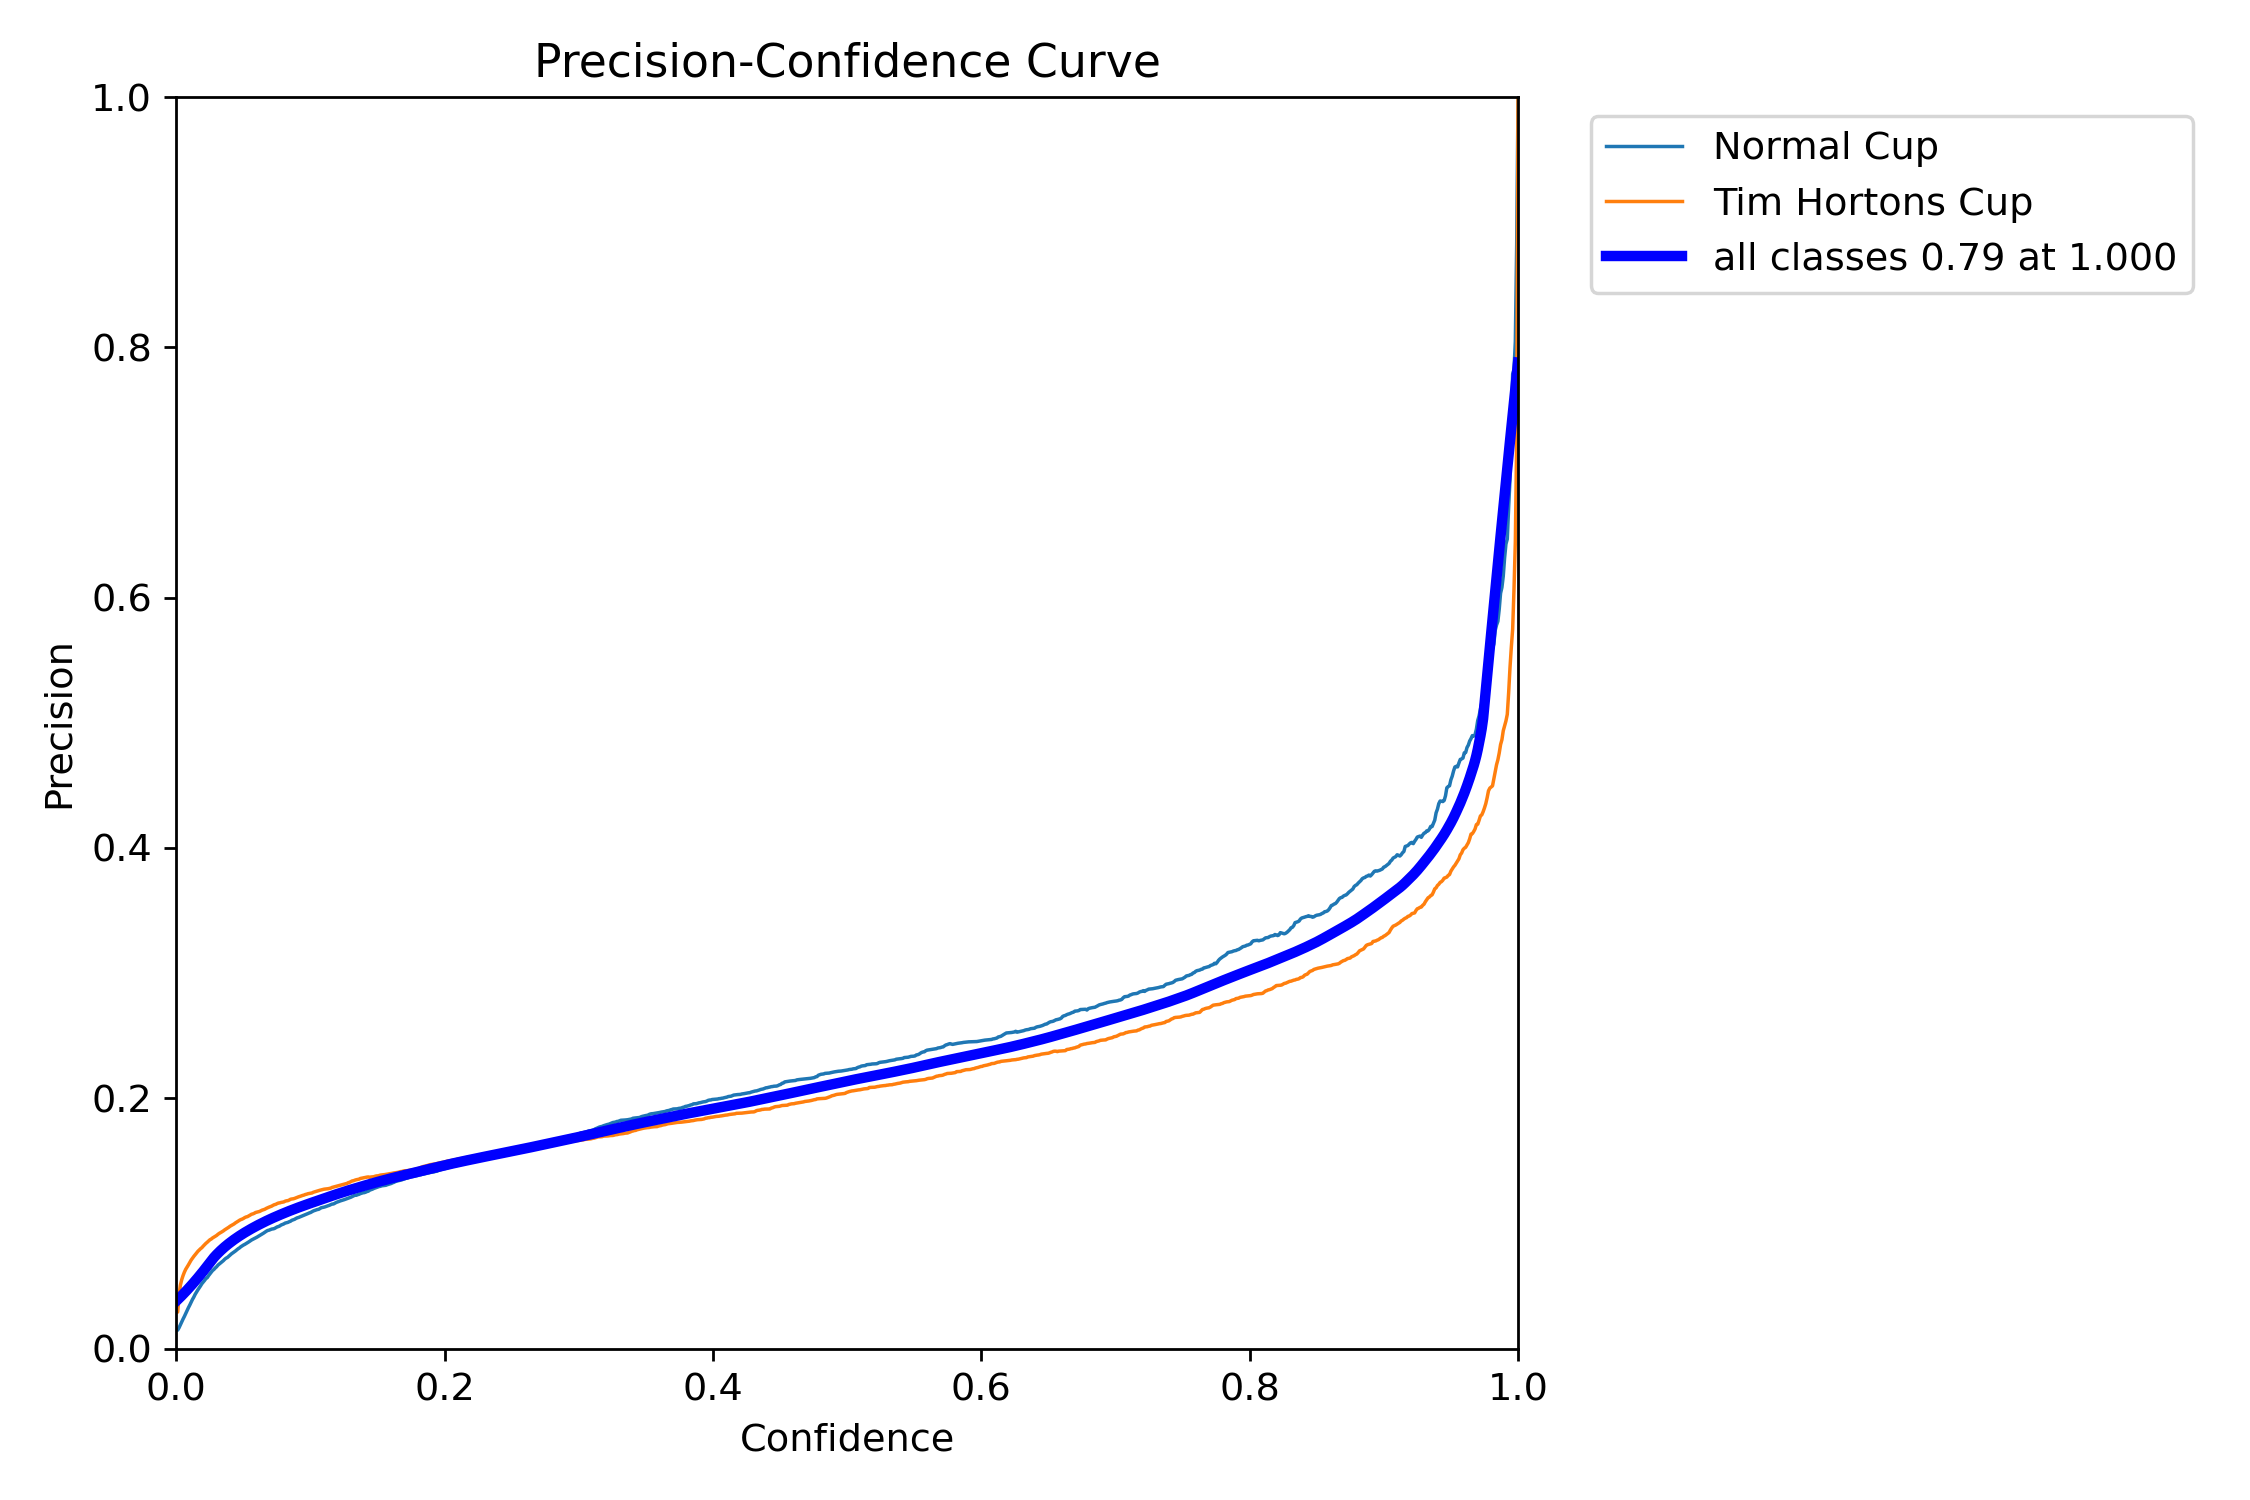 Precision-Confidence Curve
1.0
0.8
0.6
0.4
0.2
0.0
Precision
0.0 0.2 0.4 0.6 0.8 1.0
Confidence
Normal Cup
Tim Hortons Cup
all classes 0.79 at 1.000